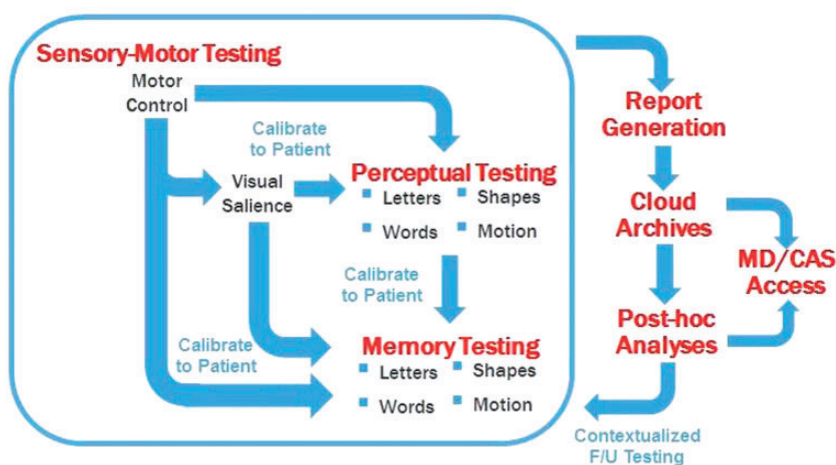 Sensory-Motor Testing
Motor
Control
Calibrate
to Patient
Visual
Salience
Perceptual Testing
▪ Letters ▪ Shapes
▪ Words ▪ Motion
Calibrate
to Patient
Calibrate
to Patient
Memory Testing
▪ Letters ▪ Shapes
▪ Words ▪ Motion
Report
Generation
Cloud
Archives
MD/CAS
Access
Post-hoc
Analyses
Contextualized
F/U Testing